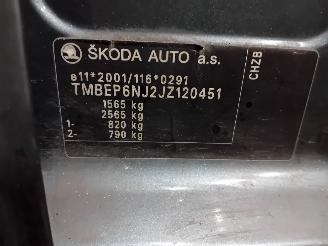 ŠKODA AUTO a.s.
e11*2001/116*0291
TMBEP6NJ2JZ120451
1565 kg
2565 kg
1- 820 kg
2- 790 kg
CHZB